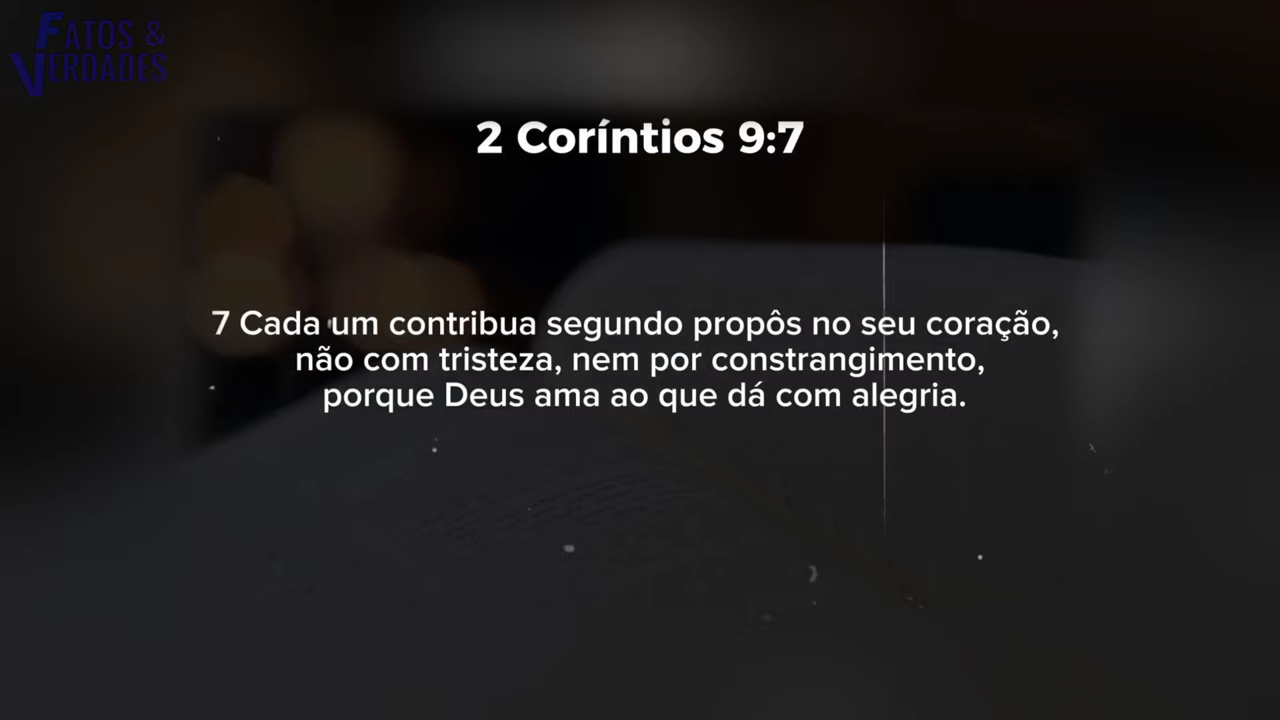 FATOS &
VERDADES
2 Coríntios 9:7
7 Cada um contribua segundo propôs no seu coração,
não com tristeza, nem por constrangimento,
porque Deus ama ao que dá com alegria.